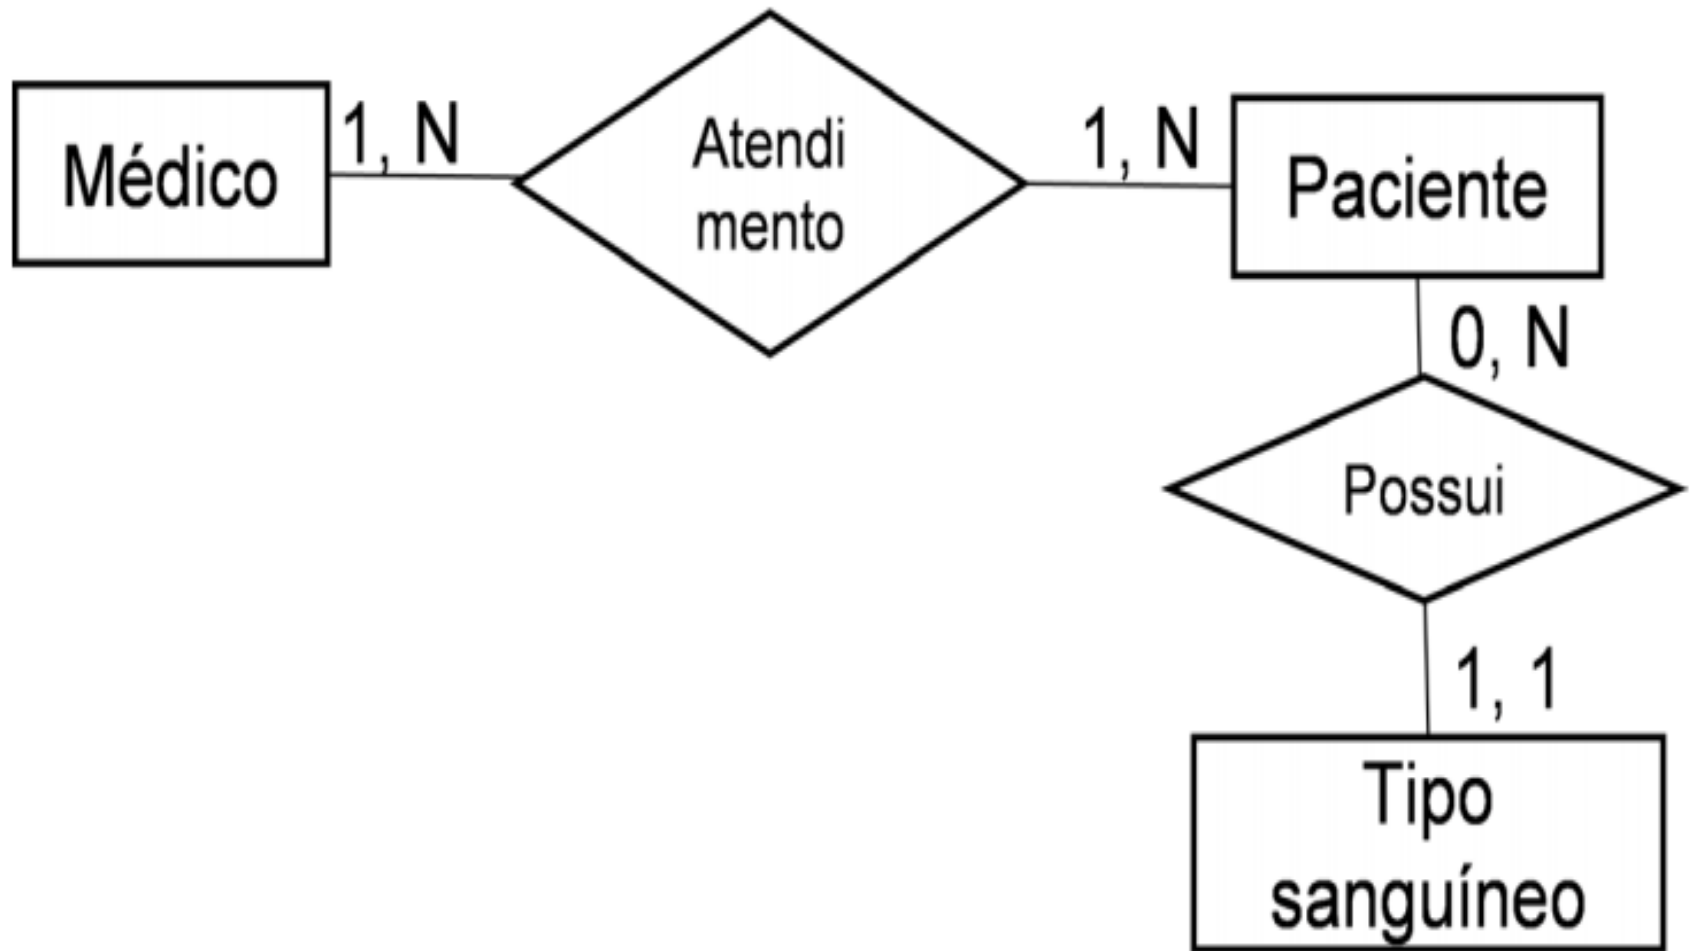 Médico
1, N
Atendi
mento
1, N
Paciente
0, N
Possui
1, 1
Tipo
sanguíneo